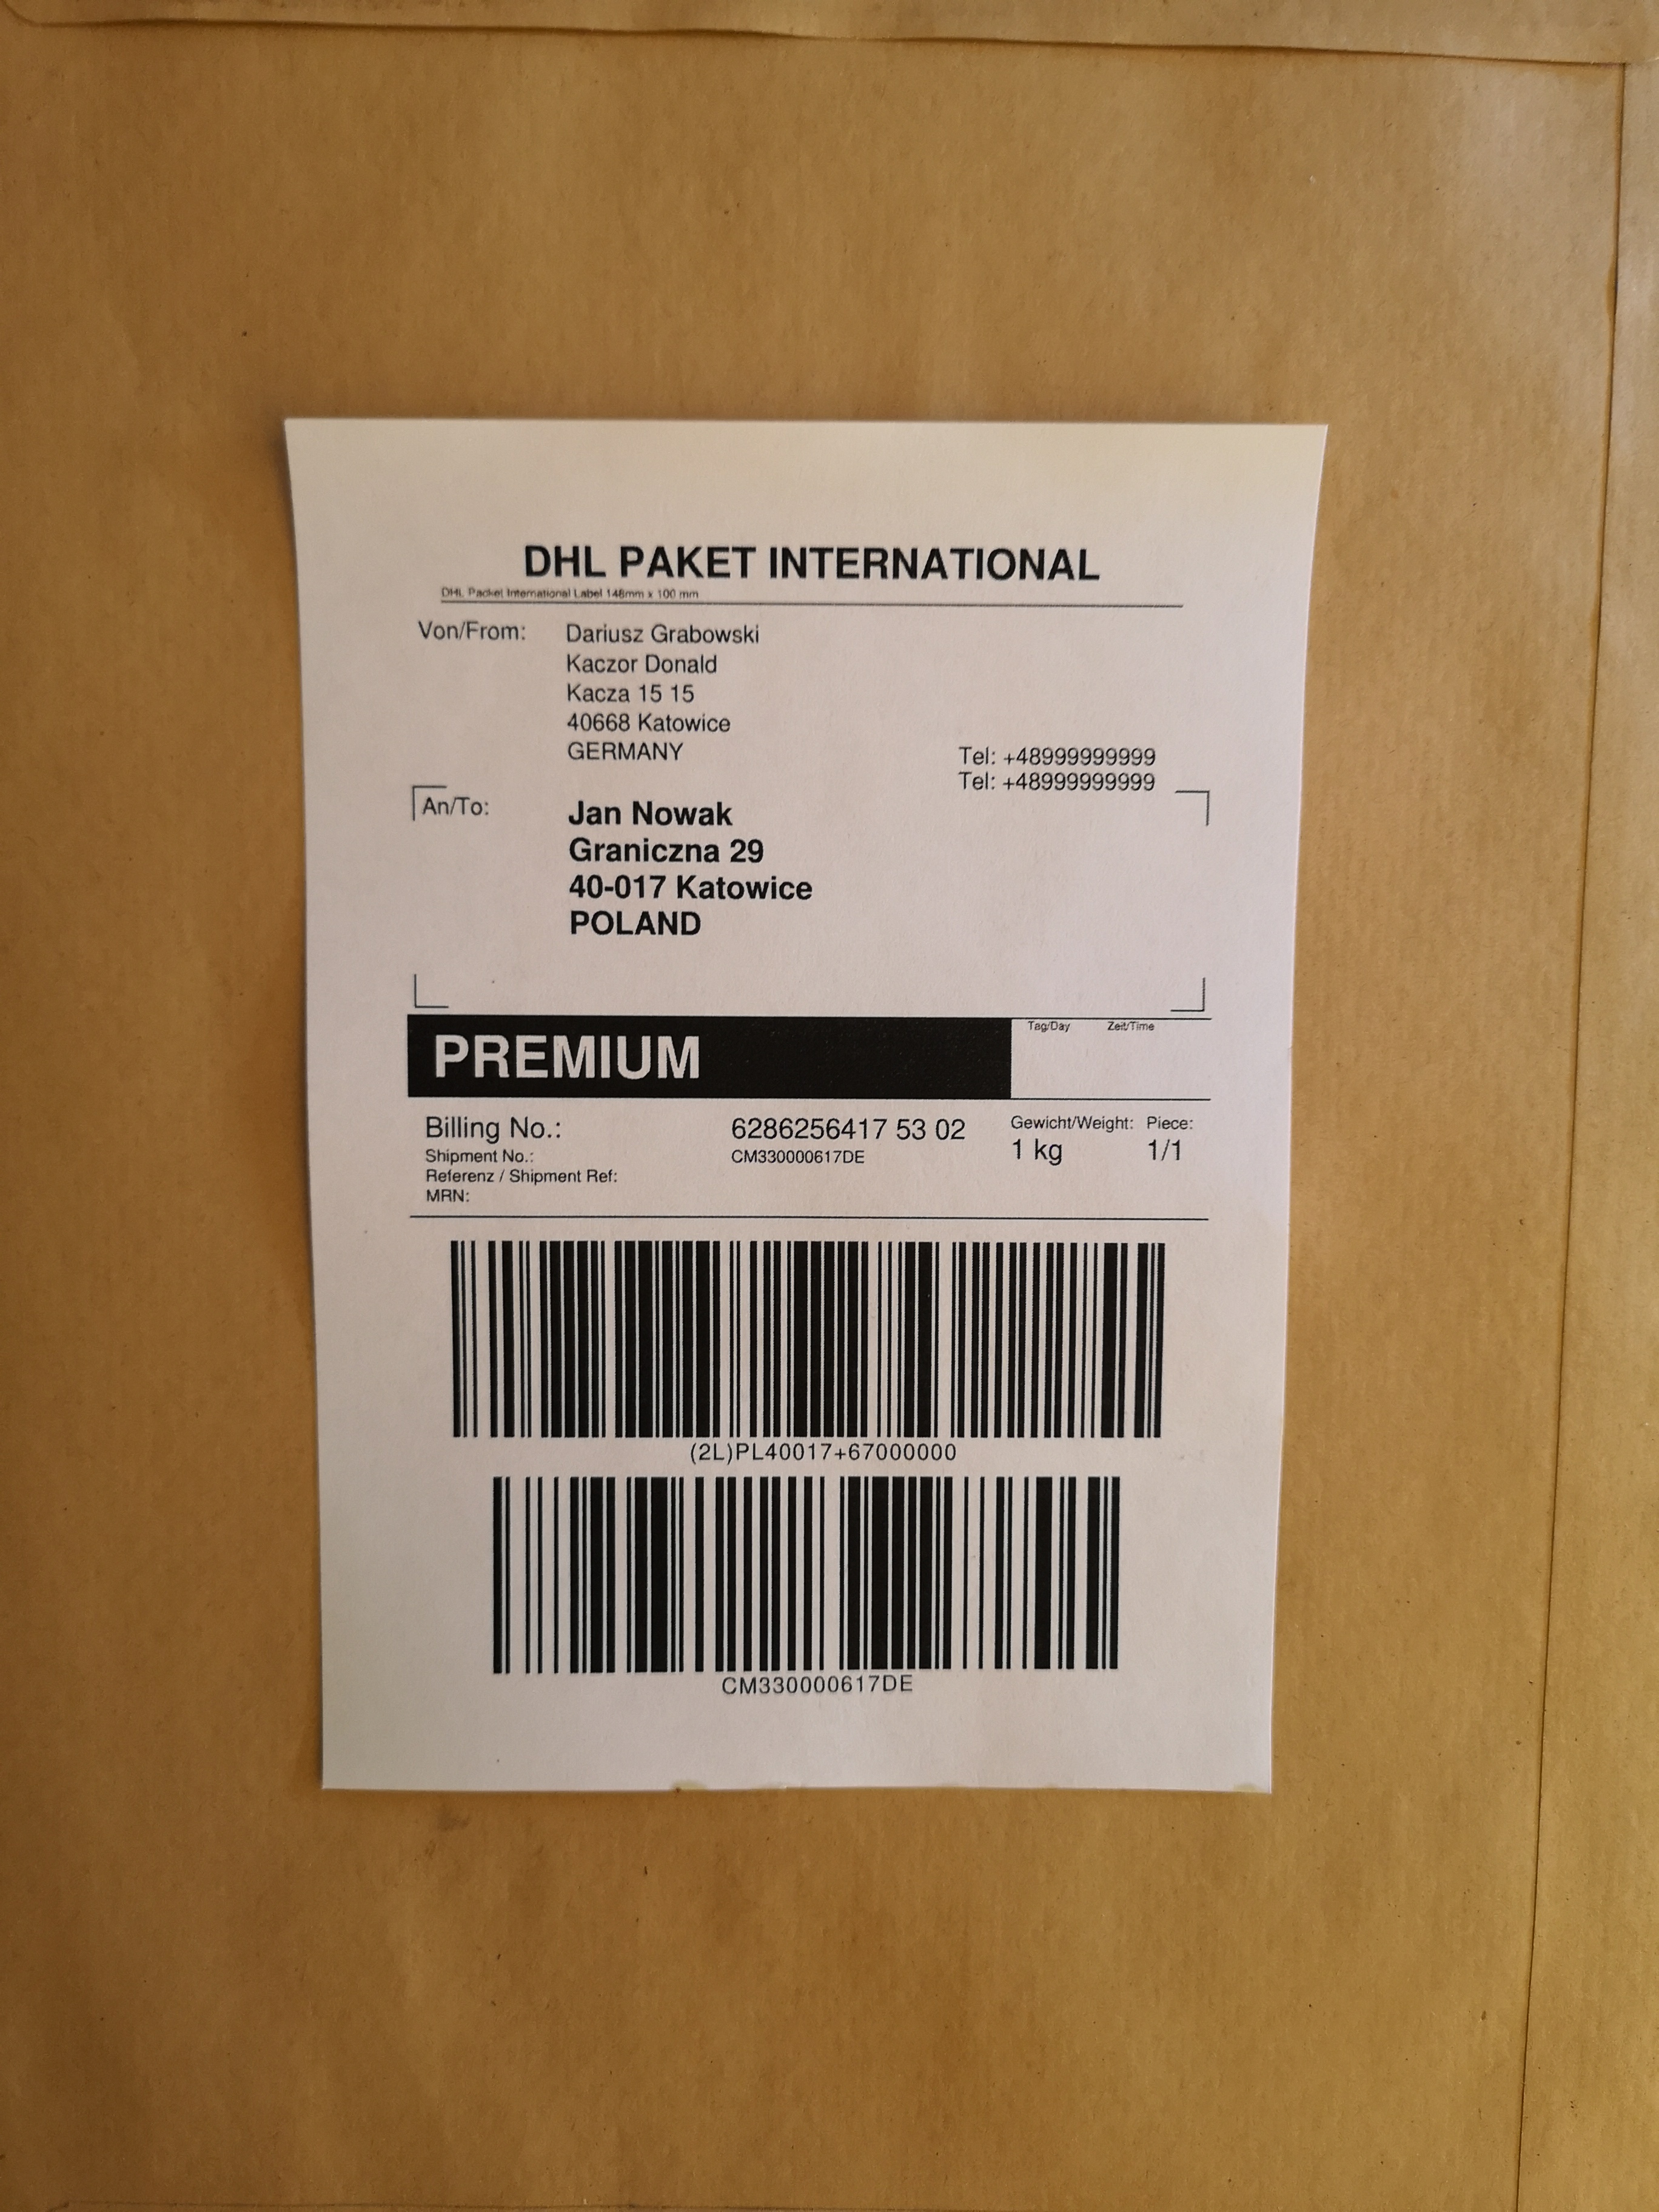 DHL PAKET INTERNATIONAL
DHL Packet International Label 148mm x 100 mm
Von/From:
Dariusz Grabowski
Kaczor Donald
Kacza 15 15
40668 Katowice
GERMANY
Tel: +48999999999
Tel: +48999999999
An/To:
Jan Nowak
Graniczna 29
40-017 Katowice
POLAND
PREMIUM
Tag/Day Zeit/Time
Billing No.: 6286256417 53 02
Shipment No.: CM330000617DE
Referenz / Shipment Ref:
MRN:
Gewicht/Weight: Piece:
1 kg 1/1
(2L)PL40017+67000000
CM330000617DE